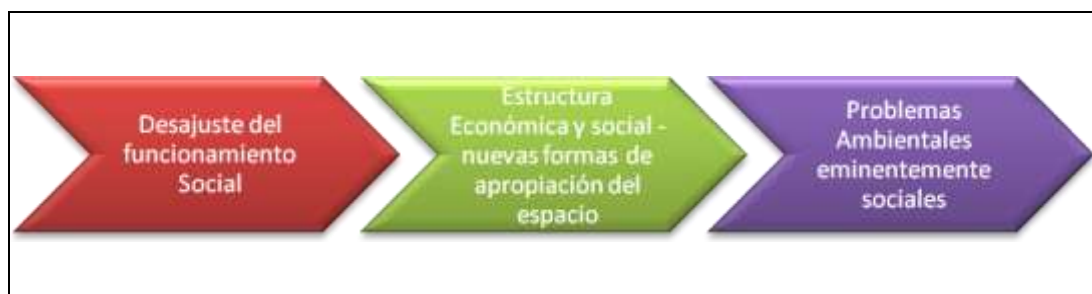 Desajuste del
funcionamiento
Social
Estructura
Económica y social -
nuevas formas de
apropiación del
espacio
Problemas
Ambientales
eminentemente
sociales